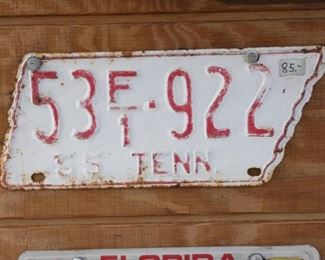 85.-
53 F/1·922
55 TENN
FLORIDA